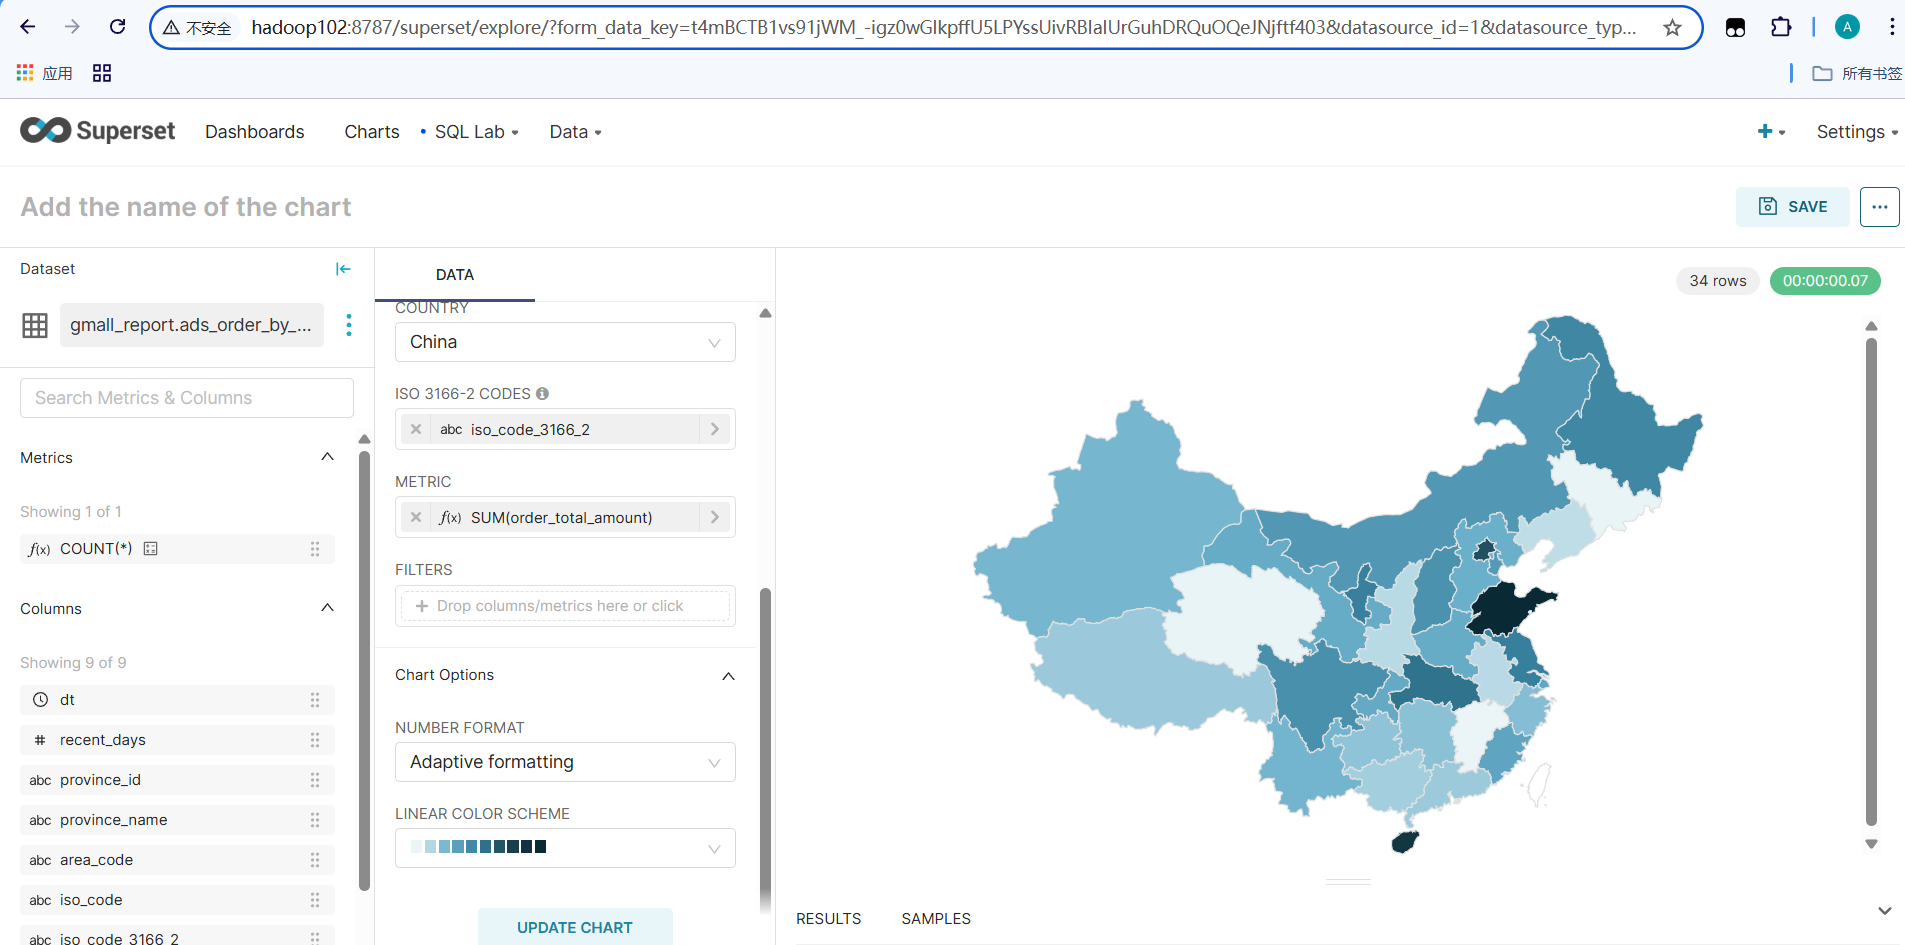 不安全
hadoop102:8787/superset/explore/?form_data_key=t4mBCTB1vs91jWM_-igz0wGlkpffU5LPYssUivRBIaIUrGuhDRQuOQeJNjftf403&datasource_id=1&datasource_typ...
A
应用
所有书签
Superset
Dashboards
Charts
SQL Lab
Data
Settings
Add the name of the chart
SAVE
Dataset
gmall_report.ads_order_by_...
Search Metrics & Columns
Metrics
Showing 1 of 1
ƒ(x) COUNT(*)
Columns
Showing 9 of 9
dt
# recent_days
abc province_id
abc province_name
abc area_code
abc iso_code
abc iso_code_3166_2
DATA
COUNTRY
China
ISO 3166-2 CODES
abc iso_code_3166_2
METRIC
ƒ(x) SUM(order_total_amount)
FILTERS
Drop columns/metrics here or click
Chart Options
NUMBER FORMAT
Adaptive formatting
LINEAR COLOR SCHEME
UPDATE CHART
34 rows
00:00:00.07
RESULTS
SAMPLES